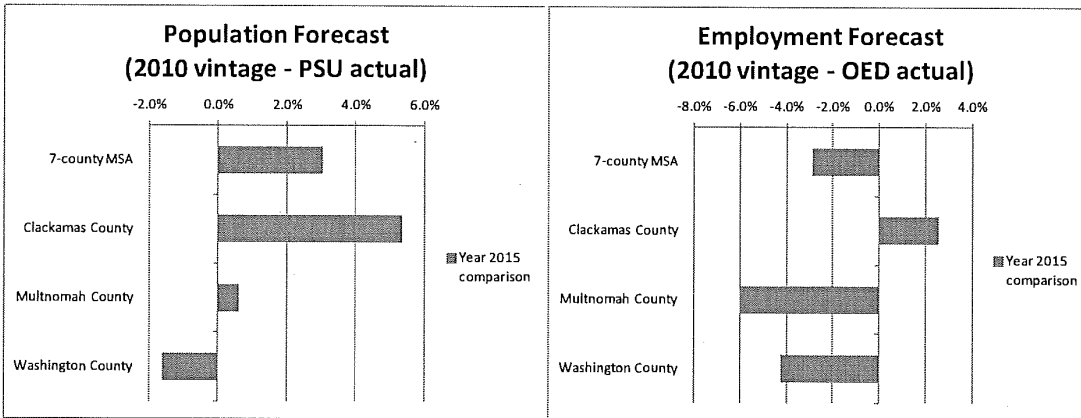 Population Forecast
(2010 vintage - PSU actual)
-2.0% 0.0% 2.0% 4.0% 6.0%
7-county MSA
Clackamas County
Multnomah County
Washington County
Year 2015
comparison
Employment Forecast
(2010 vintage - OED actual)
-8.0% -6.0% -4.0% -2.0% 0.0% 2.0% 4.0%
7-county MSA
Clackamas County
Multnomah County
Washington County
Year 2015
comparison